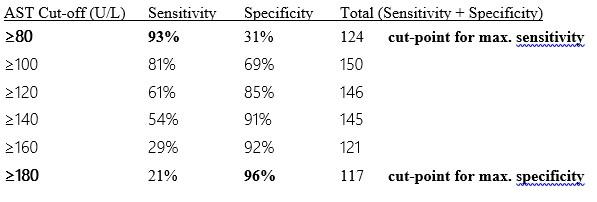 AST Cut-off (U/L) Sensitivity Specificity Total (Sensitivity + Specificity)
≥80 93% 31% 124 cut-point for max. sensitivity
≥100 81% 69% 150
≥120 61% 85% 146
≥140 54% 91% 145
≥160 29% 92% 121
≥180 21% 96% 117 cut-point for max. specificity